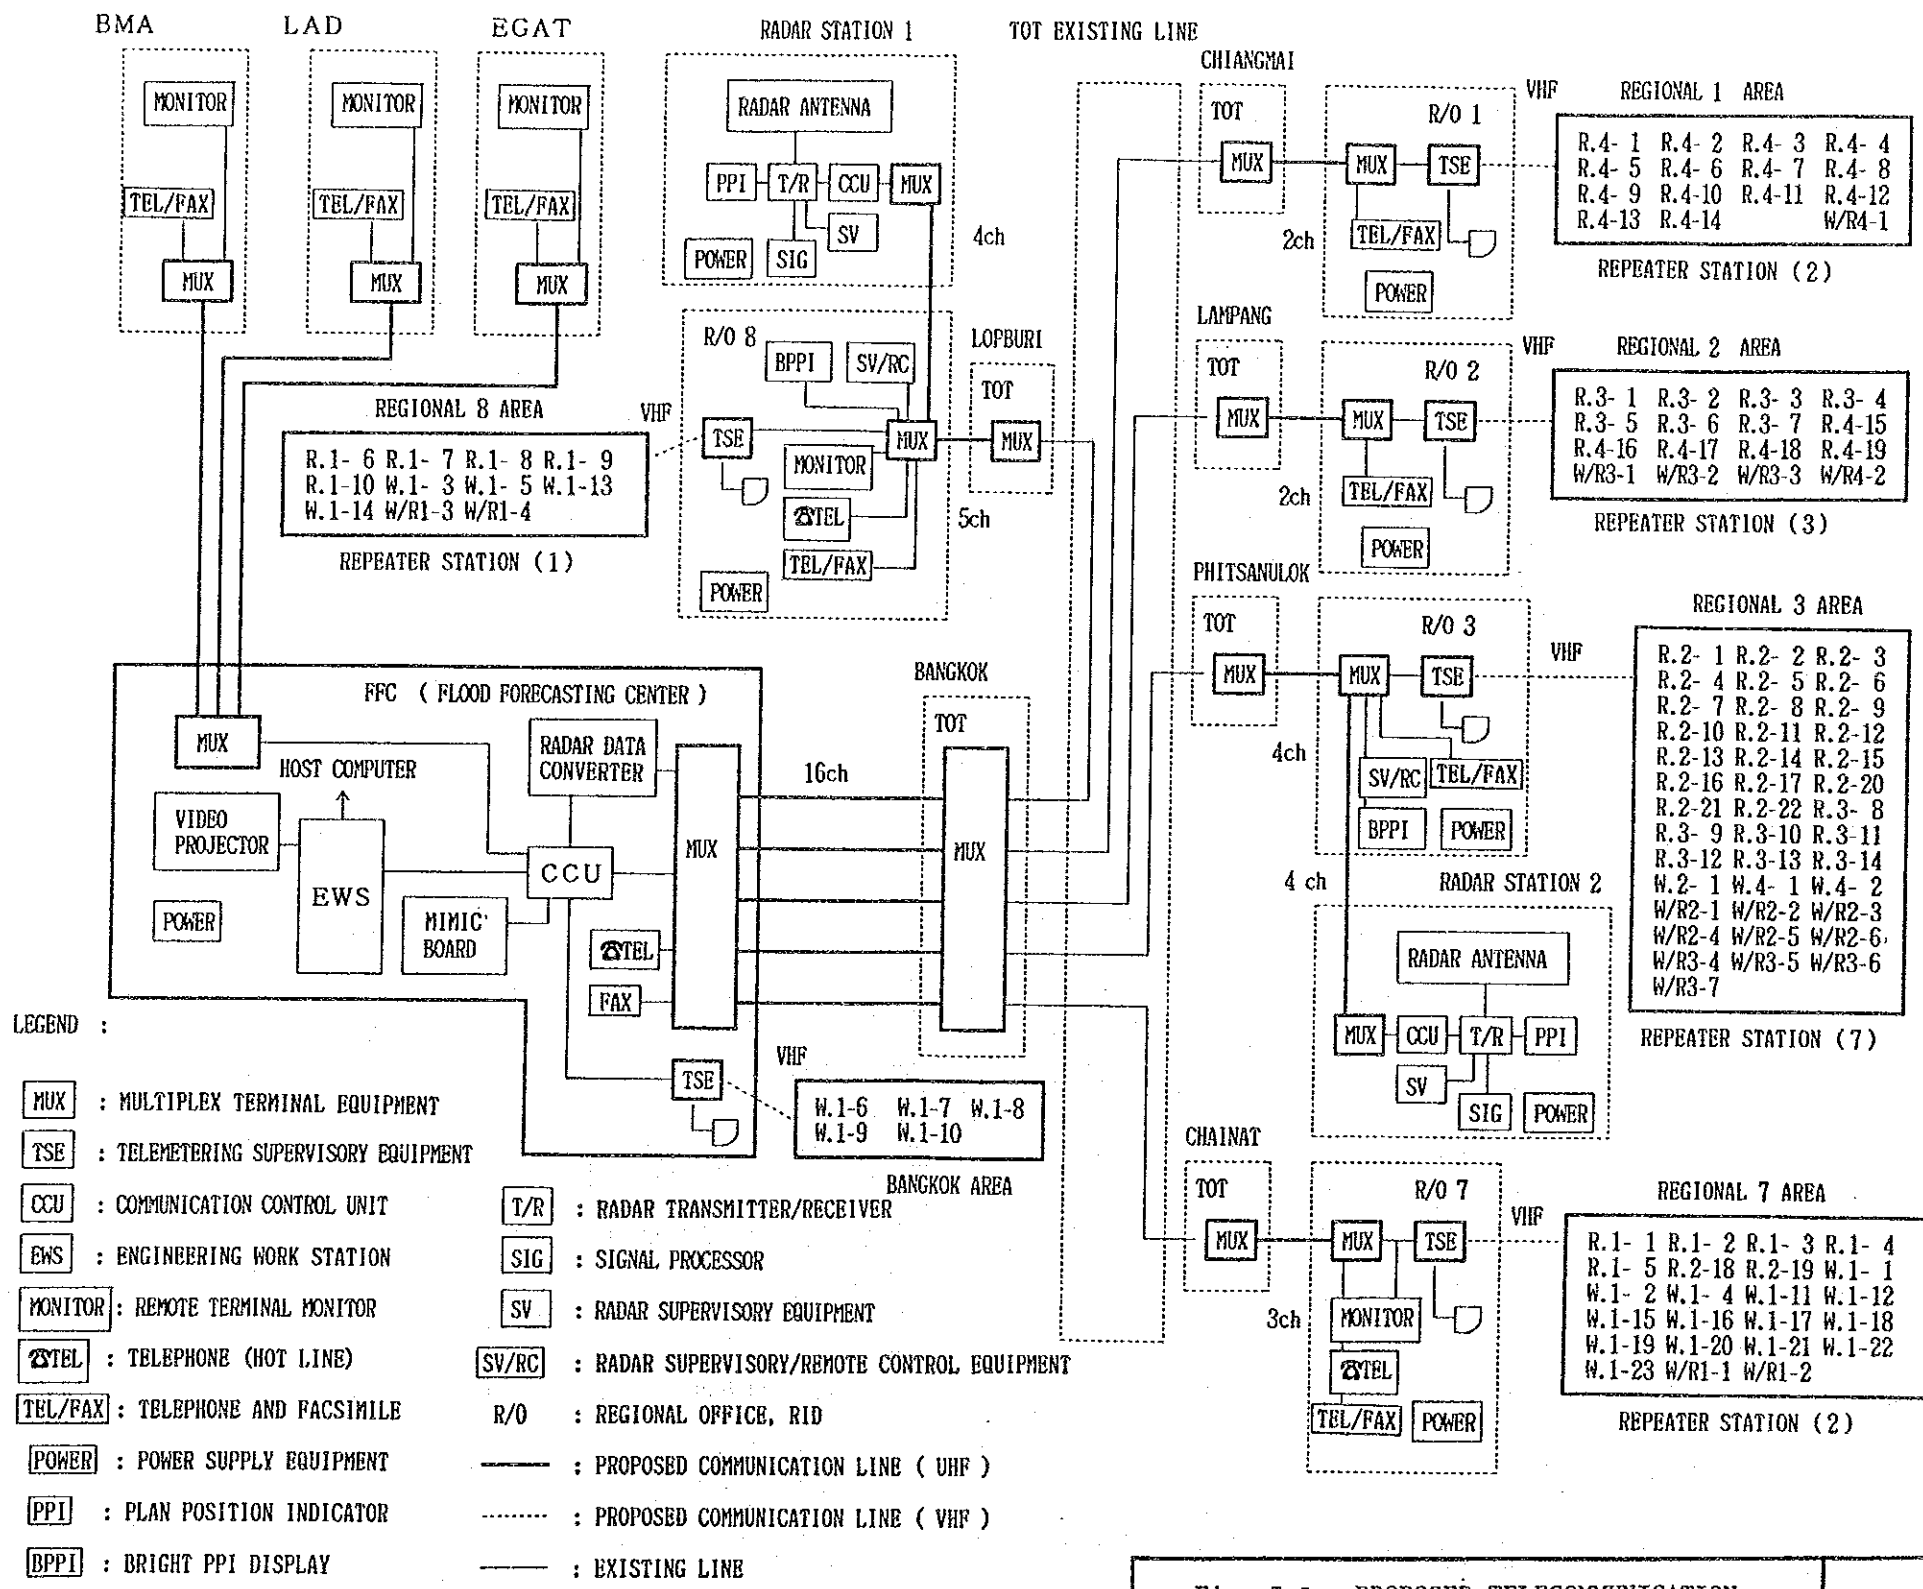 BMA
LAD
EGAT
RADAR STATION 1
TOT EXISTING LINE
MONITOR
TEL/FAX
MUX
MONITOR
TEL/FAX
MUX
MONITOR
TEL/FAX
MUX
RADAR ANTENNA
PPI
T/R
CCU
MUX
SV
POWER
SIG
4ch
R/O 8
BPPI
SV/RC
VHF
TSE
MUX
MONITOR
☎TEL
TEL/FAX
POWER
5ch
LOPBURI
TOT
MUX
REGIONAL 8 AREA
R.1- 6 R.1- 7 R.1- 8 R.1- 9
R.1-10 W.1- 3 W.1- 5 W.1-13
W.1-14 W/R1-3 W/R1-4
REPEATER STATION (1)
CHIANGMAI
TOT
MUX
R/O 1
MUX
TSE
2ch
TEL/FAX
POWER
VHF
REGIONAL 1 AREA
R.4- 1 R.4- 2 R.4- 3 R.4- 4
R.4- 5 R.4- 6 R.4- 7 R.4- 8
R.4- 9 R.4-10 R.4-11 R.4-12
R.4-13 R.4-14 W/R4-1
REPEATER STATION (2)
LAMPANG
TOT
MUX
R/O 2
MUX
TSE
2ch
TEL/FAX
POWER
VHF
REGIONAL 2 AREA
R.3- 1 R.3- 2 R.3- 3 R.3- 4
R.3- 5 R.3- 6 R.3- 7 R.4-15
R.4-16 R.4-17 R.4-18 R.4-19
W/R3-1 W/R3-2 W/R3-3 W/R4-2
REPEATER STATION (3)
PHITSANULOK
TOT
MUX
R/O 3
MUX
TSE
4ch
SV/RC
TEL/FAX
BPPI
POWER
VHF
REGIONAL 3 AREA
R.2- 1 R.2- 2 R.2- 3
R.2- 4 R.2- 5 R.2- 6
R.2- 7 R.2- 8 R.2- 9
R.2-10 R.2-11 R.2-12
R.2-13 R.2-14 R.2-15
R.2-16 R.2-17 R.2-20
R.2-21 R.2-22 R.3- 8
R.3- 9 R.3-10 R.3-11
R.3-12 R.3-13 R.3-14
W.2- 1 W.4- 1 W.4- 2
W/R2-1 W/R2-2 W/R2-3
W/R2-4 W/R2-5 W/R2-6
W/R3-4 W/R3-5 W/R3-6
W/R3-7
REPEATER STATION (7)
4 ch
RADAR STATION 2
RADAR ANTENNA
MUX
CCU
T/R
PPI
SV
SIG
POWER
CHAINAT
TOT
MUX
R/O 7
MUX
TSE
3ch
MONITOR
☎TEL
TEL/FAX
POWER
VHF
REGIONAL 7 AREA
R.1- 1 R.1- 2 R.1- 3 R.1- 4
R.1- 5 R.2-18 R.2-19 W.1- 1
W.1- 2 W.1- 4 W.1-11 W.1-12
W.1-15 W.1-16 W.1-17 W.1-18
W.1-19 W.1-20 W.1-21 W.1-22
W.1-23 W/R1-1 W/R1-2
REPEATER STATION (2)
FFC ( FLOOD FORECASTING CENTER )
MUX
HOST COMPUTER
VIDEO
PROJECTOR
EWS
POWER
RADAR DATA
CONVERTER
CCU
MIMIC
BOARD
☎TEL
FAX
MUX
TSE
16ch
BANGKOK
TOT
MUX
VHF
W.1-6 W.1-7 W.1-8
W.1-9 W.1-10
BANGKOK AREA
LEGEND :
MUX : MULTIPLEX TERMINAL EQUIPMENT
TSE : TELEMETERING SUPERVISORY EQUIPMENT
CCU : COMMUNICATION CONTROL UNIT
EWS : ENGINEERING WORK STATION
MONITOR : REMOTE TERMINAL MONITOR
☎TEL : TELEPHONE (HOT LINE)
TEL/FAX : TELEPHONE AND FACSIMILE
POWER : POWER SUPPLY EQUIPMENT
PPI : PLAN POSITION INDICATOR
BPPI : BRIGHT PPI DISPLAY
T/R : RADAR TRANSMITTER/RECEIVER
SIG : SIGNAL PROCESSOR
SV : RADAR SUPERVISORY EQUIPMENT
SV/RC : RADAR SUPERVISORY/REMOTE CONTROL EQUIPMENT
R/O : REGIONAL OFFICE, RID
: PROPOSED COMMUNICATION LINE ( UHF )
: PROPOSED COMMUNICATION LINE ( VHF )
: EXISTING LINE
PROPOSED TELECOMMUNICATION